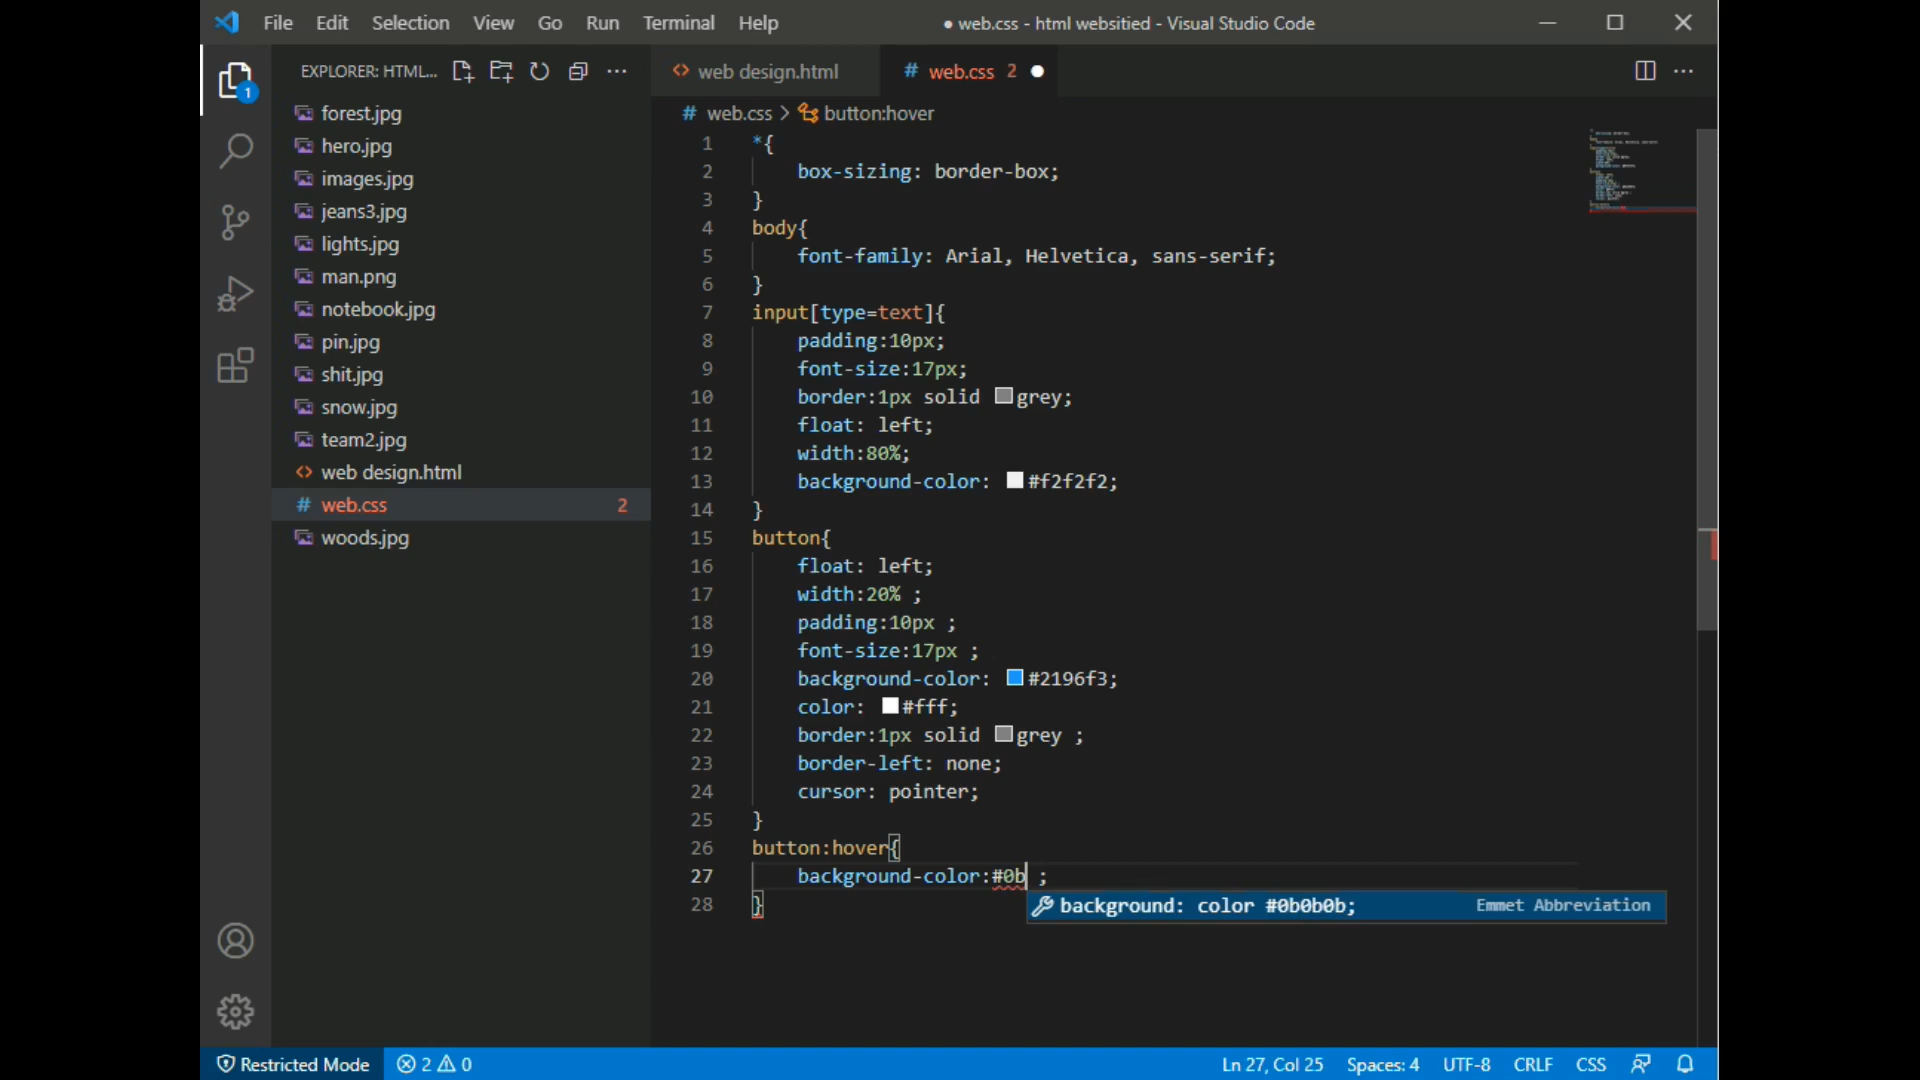 File Edit Selection View Go Run Terminal Help
● web.css - html websitied - Visual Studio Code
EXPLORER: HTML...
web design.html
# web.css 2
# web.css > button:hover
1
forest.jpg
hero.jpg
images.jpg
jeans3.jpg
lights.jpg
man.png
notebook.jpg
pin.jpg
shit.jpg
snow.jpg
team2.jpg
<> web design.html
# web.css 2
woods.jpg
1 *{
2 box-sizing: border-box;
3 }
4 body{
5 font-family: Arial, Helvetica, sans-serif;
6 }
7 input[type=text]{
8 padding:10px;
9 font-size:17px;
10 border:1px solid grey;
11 float: left;
12 width:80%;
13 background-color: #f2f2f2;
14 }
15 button{
16 float: left;
17 width:20% ;
18 padding:10px ;
19 font-size:17px ;
20 background-color: #2196f3;
21 color: #fff;
22 border:1px solid grey ;
23 border-left: none;
24 cursor: pointer;
25 }
26 button:hover{
27 background-color:#0b ;
28 }
background: color #0b0b0b; Emmet Abbreviation
Restricted Mode 2 0 Ln 27, Col 25 Spaces: 4 UTF-8 CRLF CSS